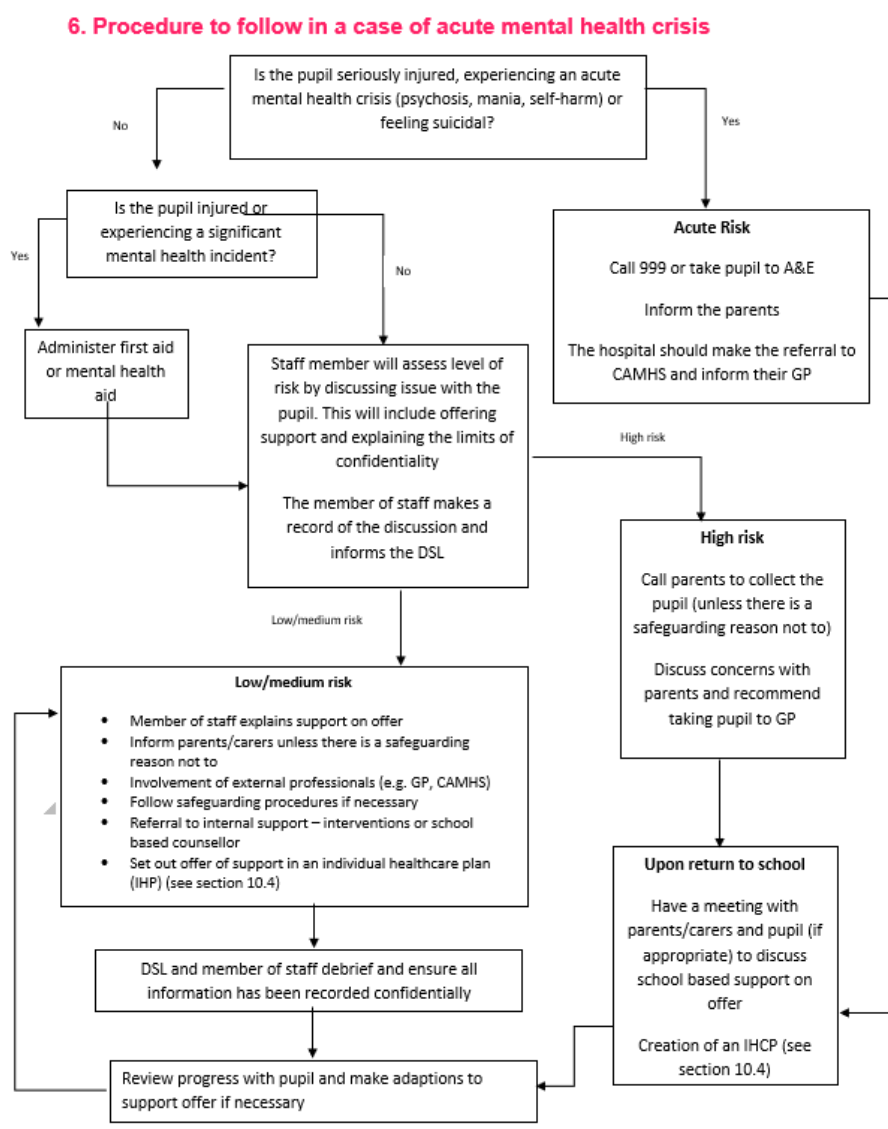 6. Procedure to follow in a case of acute mental health crisis
Is the pupil seriously injured, experiencing an acute
mental health crisis (psychosis, mania, self-harm) or
feeling suicidal?
No
Yes
Is the pupil injured or
experiencing a significant
mental health incident?
Yes
No
Acute Risk
Call 999 or take pupil to A&E
Inform the parents
The hospital should make the referral to
CAMHS and inform their GP
Administer first aid
or mental health
aid
Staff member will assess level of
risk by discussing issue with the
pupil. This will include offering
support and explaining the limits of
confidentiality
The member of staff makes a
record of the discussion and
informs the DSL
High risk
High risk
Call parents to collect the
pupil (unless there is a
safeguarding reason not to)
Discuss concerns with
parents and recommend
taking pupil to GP
Low/medium risk
Low/medium risk
• Member of staff explains support on offer
• Inform parents/carers unless there is a safeguarding
reason not to
• Involvement of external professionals (e.g. GP, CAMHS)
• Follow safeguarding procedures if necessary
• Referral to internal support – interventions or school
based counsellor
• Set out offer of support in an individual healthcare plan
(IHP) (see section 10.4)
Upon return to school
Have a meeting with
parents/carers and pupil (if
appropriate) to discuss
school based support on
offer
Creation of an IHCP (see
section 10.4)
DSL and member of staff debrief and ensure all
information has been recorded confidentially
Review progress with pupil and make adaptions to
support offer if necessary